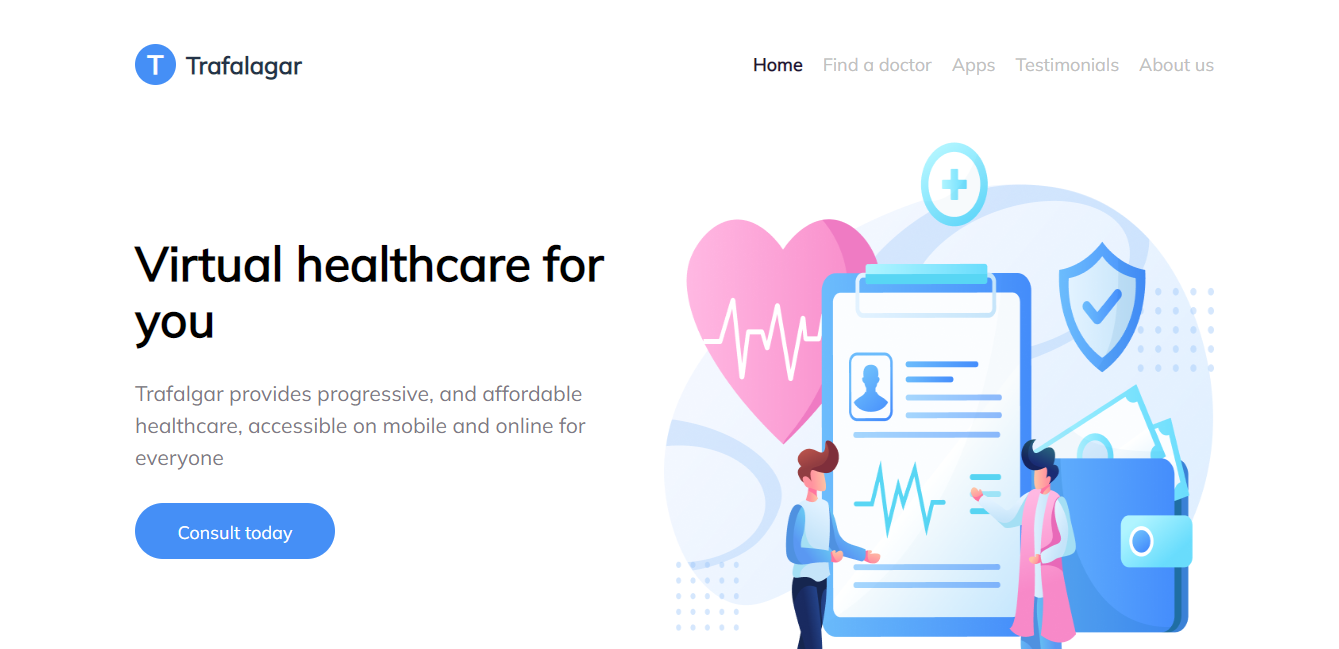 T Trafalagar
Home Find a doctor Apps Testimonials About us
Virtual healthcare for
you
Trafalgar provides progressive, and affordable
healthcare, accessible on mobile and online for
everyone
Consult today